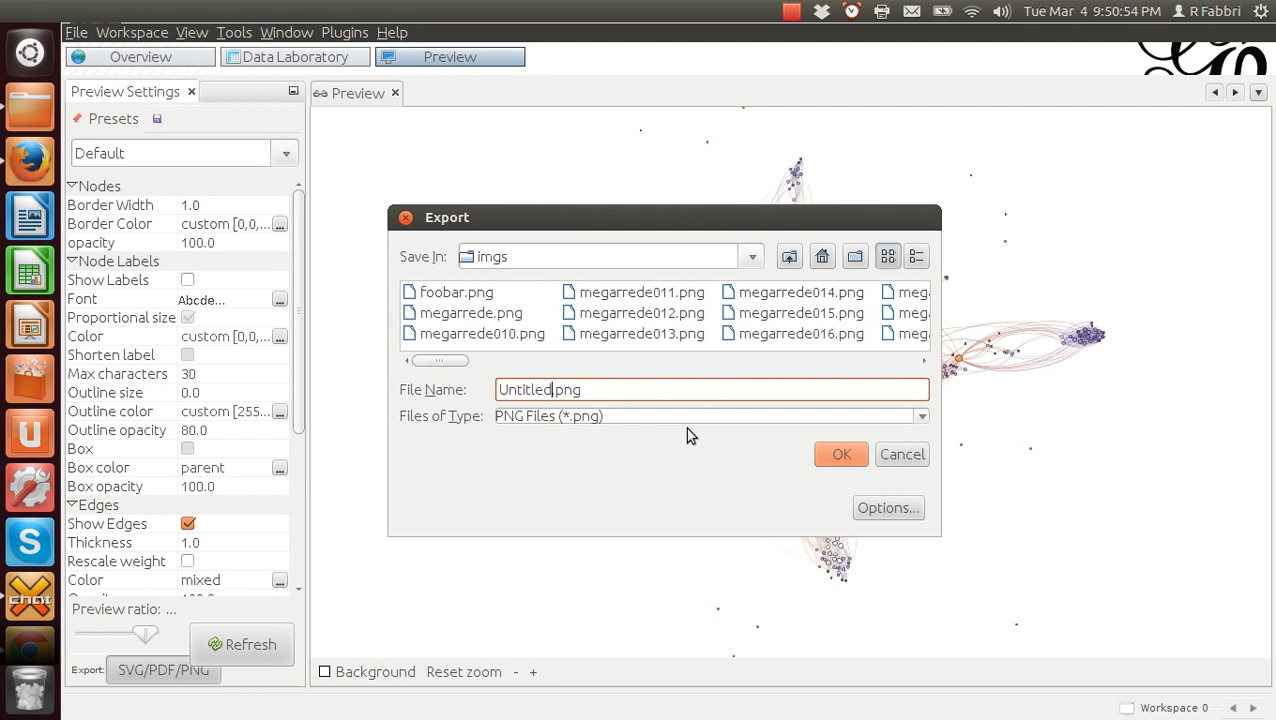 Tue Mar 4 9:50:54 PM R Fabbri
File Workspace View Tools Window Plugins Help
Overview Data Laboratory Preview
Preview Settings
Preview
Presets
Default
Nodes
Border Width 1.0
Border Color custom [0,0,...
opacity 100.0
Node Labels
Show Labels
Font Abcde...
Proportional size
Color custom [0,0,...
Shorten label
Max characters 30
Outline size 0.0
Outline color custom [255...
Outline opacity 80.0
Box
Box color parent
Box opacity 100.0
Edges
Show Edges
Thickness 1.0
Rescale weight
Color mixed
Preview ratio: ...
Refresh
Export: SVG/PDF/PNG
Export
Save In: imgs
foobar.png megarrede011.png megarrede014.png meg
megarrede.png megarrede012.png megarrede015.png meg
megarrede010.png megarrede013.png megarrede016.png meg
File Name: Untitled.png
Files of Type: PNG Files (*.png)
OK Cancel
Options...
Background Reset zoom - +
Workspace 0
chat
S